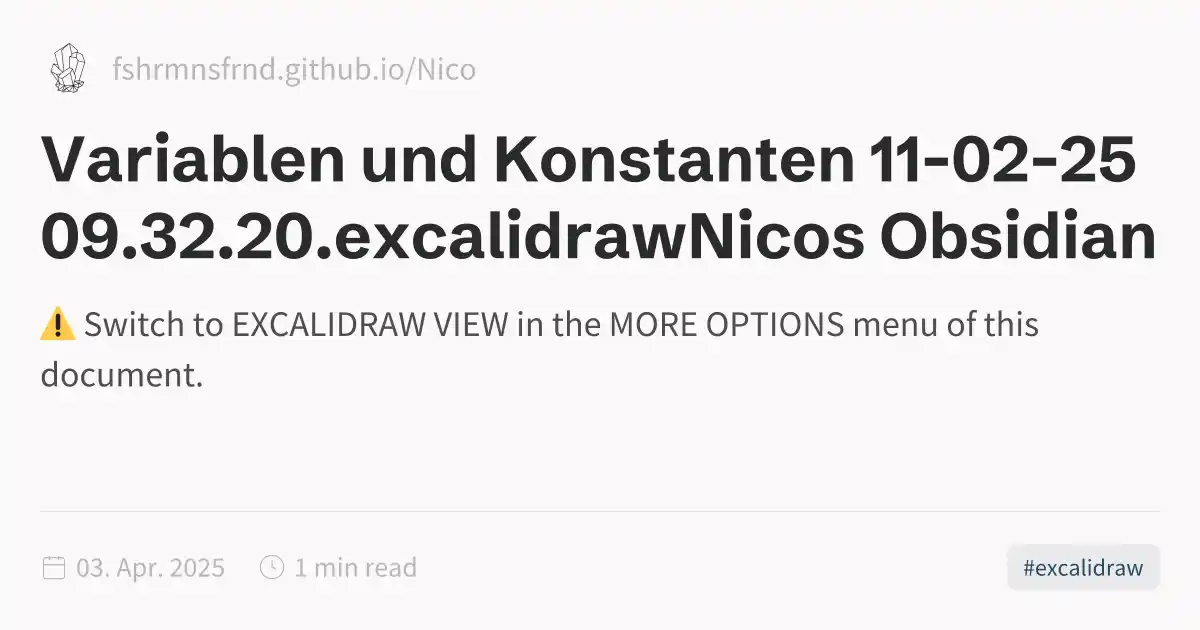 fshrmnsfrnd.github.io/Nico
Variablen und Konstanten 11-02-25
09.32.20.excalidrawNicos Obsidian
⚠️ Switch to EXCALIDRAW VIEW in the MORE OPTIONS menu of this
document.
03. Apr. 2025 1 min read #excalidraw